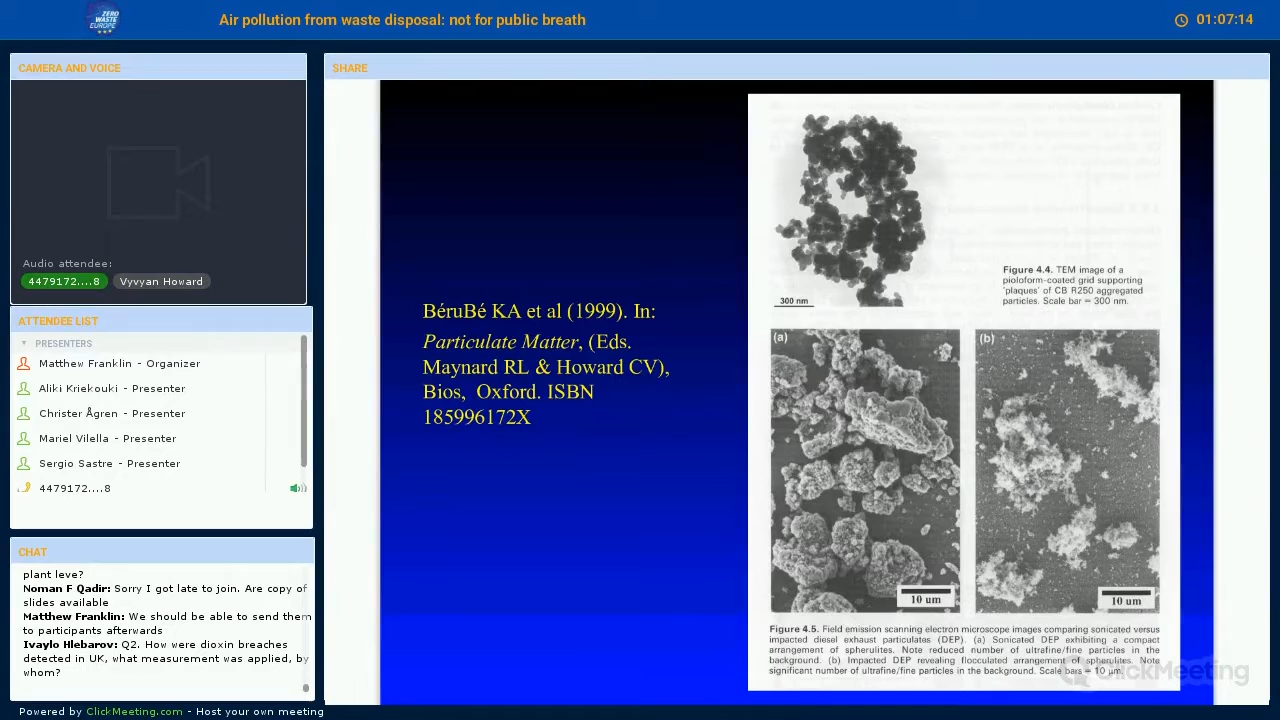 ZERO WASTE EUROPE
Air pollution from waste disposal: not for public breath
01:07:14
CAMERA AND VOICE
Audio attendee:
4479172....8
Vyvyan Howard
ATTENDEE LIST
PRESENTERS
Matthew Franklin - Organizer
Aliki Kriekouki - Presenter
Christer Ågren - Presenter
Mariel Vilella - Presenter
Sergio Sastre - Presenter
4479172....8
CHAT
plant leve?
Noman F Qadir: Sorry I got late to join. Are copy of
slides available
Matthew Franklin: We should be able to send them
to participants afterwards
Ivaylo Hlebarov: Q2. How were dioxin breaches
detected in UK, what measurement was applied, by
whom?
Powered by ClickMeeting.com - Host your own meeting
SHARE
BéruBé KA et al (1999). In:
Particulate Matter, (Eds.
Maynard RL & Howard CV),
Bios, Oxford. ISBN
185996172X
300 nm
Figure 4.4. TEM image of a
pioloform-coated grid supporting
'plaques' of CB R250 aggregated
particles. Scale bar = 300 nm.
(a)
10 um
(b)
10 um
Figure 4.5. Field emission scanning electron microscope images comparing sonicated versus
impacted diesel exhaust particulates (DEP). (a) Sonicated DEP exhibiting a compact
arrangement of spherulites. Note reduced number of ultrafine/fine particles in the
background. (b) Impacted DEP revealing flocculated arrangement of spherulites. Note
significant number of ultrafine/fine particles in the background. Scale bars = 10 µm.
ClickMeeting